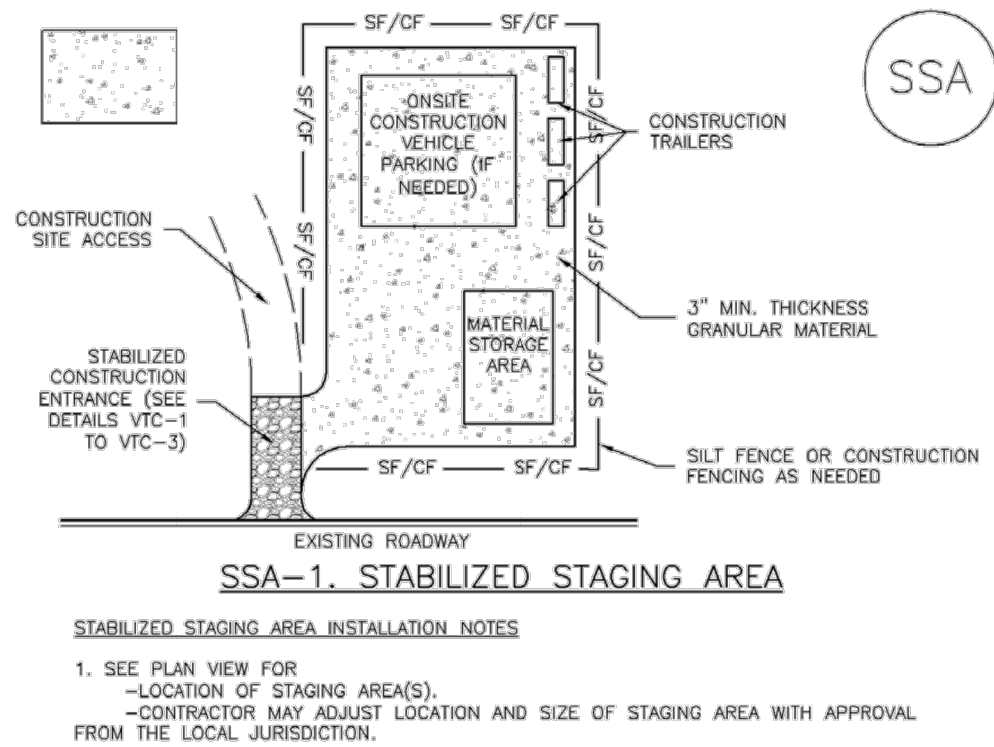 SF/CF SF/CF
SSA
SF/CF
SF/CF
ONSITE
CONSTRUCTION
VEHICLE
PARKING (IF
NEEDED)
CONSTRUCTION
TRAILERS
CONSTRUCTION
SITE ACCESS
SF/CF
SF/CF
3" MIN. THICKNESS
GRANULAR MATERIAL
MATERIAL
STORAGE
AREA
STABILIZED
CONSTRUCTION
ENTRANCE (SEE
DETAILS VTC-1
TO VTC-3)
SF/CF
SF/CF SF/CF
SILT FENCE OR CONSTRUCTION
FENCING AS NEEDED
EXISTING ROADWAY
SSA-1. STABILIZED STAGING AREA
STABILIZED STAGING AREA INSTALLATION NOTES
1. SEE PLAN VIEW FOR
-LOCATION OF STAGING AREA(S).
-CONTRACTOR MAY ADJUST LOCATION AND SIZE OF STAGING AREA WITH APPROVAL
FROM THE LOCAL JURISDICTION.